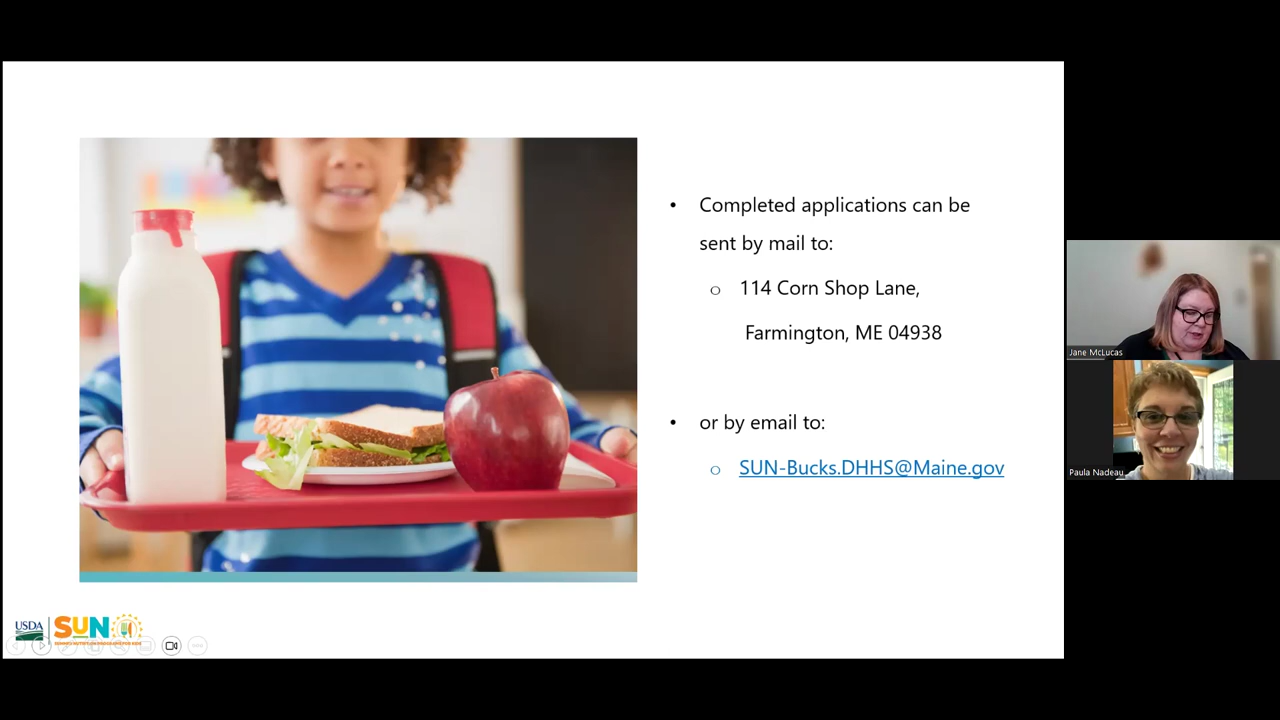 • Completed applications can be
sent by mail to:
o 114 Corn Shop Lane,
Farmington, ME 04938
• or by email to:
o SUN-Bucks.DHHS@Maine.gov
Jane McLucas
Paula Nadeau
USDA
SUN